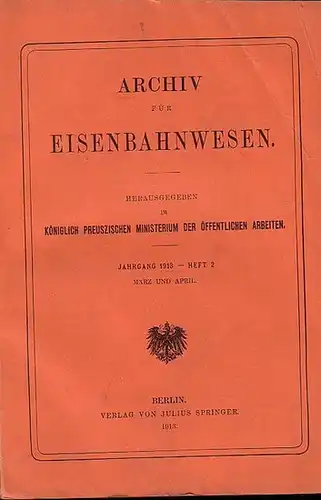 ARCHIV
FÜR
EISENBAHNWESEN.
HERAUSGEGEBEN
IM
KÖNIGLICH PREUSZISCHEN MINISTERIUM DER ÖFFENTLICHEN ARBEITEN.
JAHRGANG 1913 — HEFT 2
MÄRZ UND APRIL.
BERLIN.
VERLAG VON JULIUS SPRINGER.
1913.